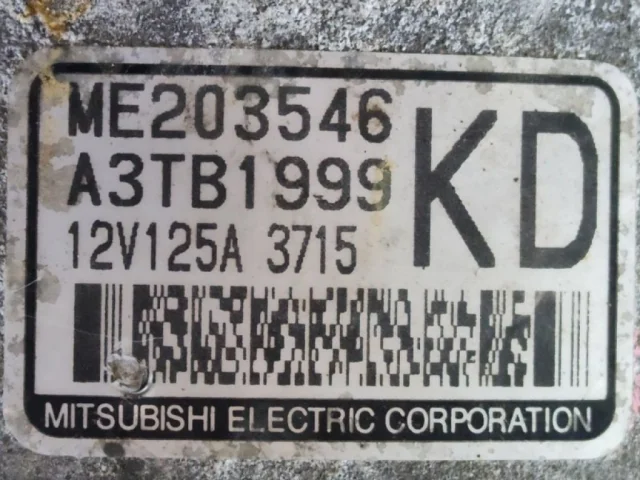 ME203546
A3TB1999
12V125A 3715
KD
MITSUBISHI ELECTRIC CORPORATION